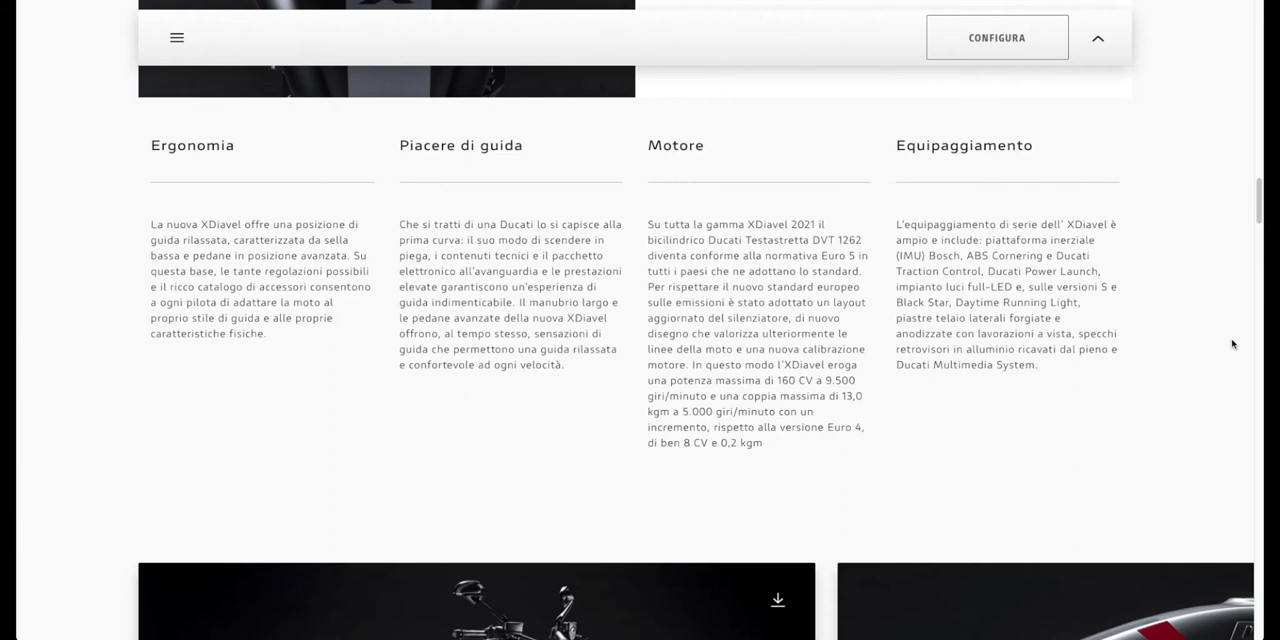 CONFIGURA
Ergonomia
La nuova XDiavel offre una posizione di
guida rilassata, caratterizzata da sella
bassa e pedane in posizione avanzata. Su
questa base, le tante regolazioni possibili
e il ricco catalogo di accessori consentono
a ogni pilota di adattare la moto al
proprio stile di guida e alle proprie
caratteristiche fisiche.
Piacere di guida
Che si tratti di una Ducati lo si capisce alla
prima curva: il suo modo di scendere in
piega, i contenuti tecnici e il pacchetto
elettronico all'avanguardia e le prestazioni
elevate garantiscono un'esperienza di
guida indimenticabile. Il manubrio largo e
le pedane avanzate della nuova XDiavel
offrono, al tempo stesso, sensazioni di
guida che permettono una guida rilassata
e confortevole ad ogni velocità.
Motore
Su tutta la gamma XDiavel 2021 il
bicilindrico Ducati Testastretta DVT 1262
diventa conforme alla normativa Euro 5 in
tutti i paesi che ne adottano lo standard.
Per rispettare il nuovo standard europeo
sulle emissioni è stato adottato un layout
aggiornato del silenziatore, di nuovo
disegno che valorizza ulteriormente le
linee della moto e una nuova calibrazione
motore. In questo modo l'XDiavel eroga
una potenza massima di 160 CV a 9.500
giri/minuto e una coppia massima di 13,0
kgm a 5.000 giri/minuto con un
incremento, rispetto alla versione Euro 4,
di ben 8 CV e 0,2 kgm
Equipaggiamento
L'equipaggiamento di serie dell' XDiavel è
ampio e include: piattaforma inerziale
(IMU) Bosch, ABS Cornering e Ducati
Traction Control, Ducati Power Launch,
impianto luci full-LED e, sulle versioni S e
Black Star, Daytime Running Light,
piastre telaio laterali forgiate e
anodizzate con lavorazioni a vista, specchi
retrovisori in alluminio ricavati dal pieno e
Ducati Multimedia System.